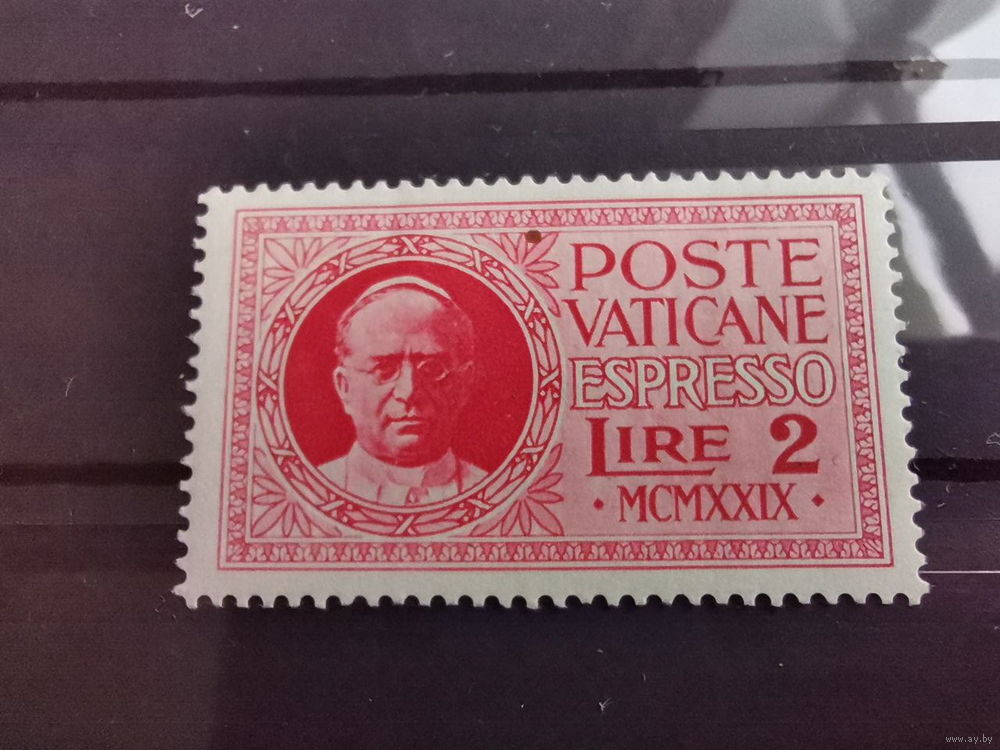 POSTE
VATICANE
ESPRESSO
LIRE 2
· MCMXXIX ·
www.ay.by